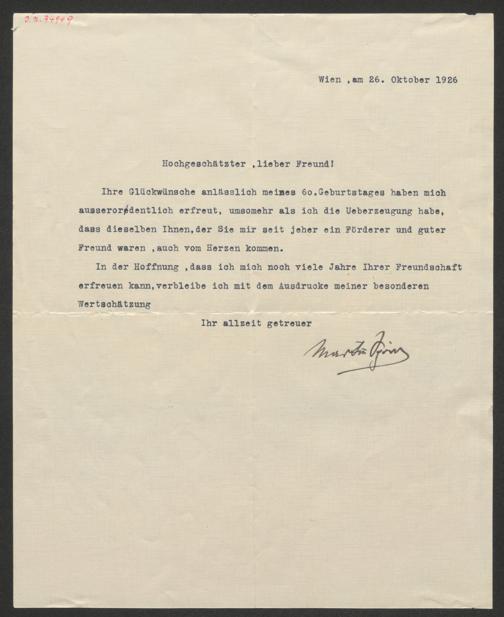 J.N. 74949
Wien ,am 26. Oktober 1926
Hochgeschätzter ,lieber Freund!
Ihre Glückwünsche anlässlich meines 60.Geburtstages haben mich
ausserordentlich erfreut, umsomehr als ich die Ueberzeugung habe,
dass dieselben Ihnen,der Sie mir seit jeher ein Förderer und guter
Freund waren ,auch vom Herzen kommen.
In der Hoffnung ,dass ich mich noch viele Jahre Ihrer Freundschaft
erfreuen kann,verbleibe ich mit dem Ausdrucke meiner besonderen
Wertschätzung
Ihr allzeit getreuer
Martin